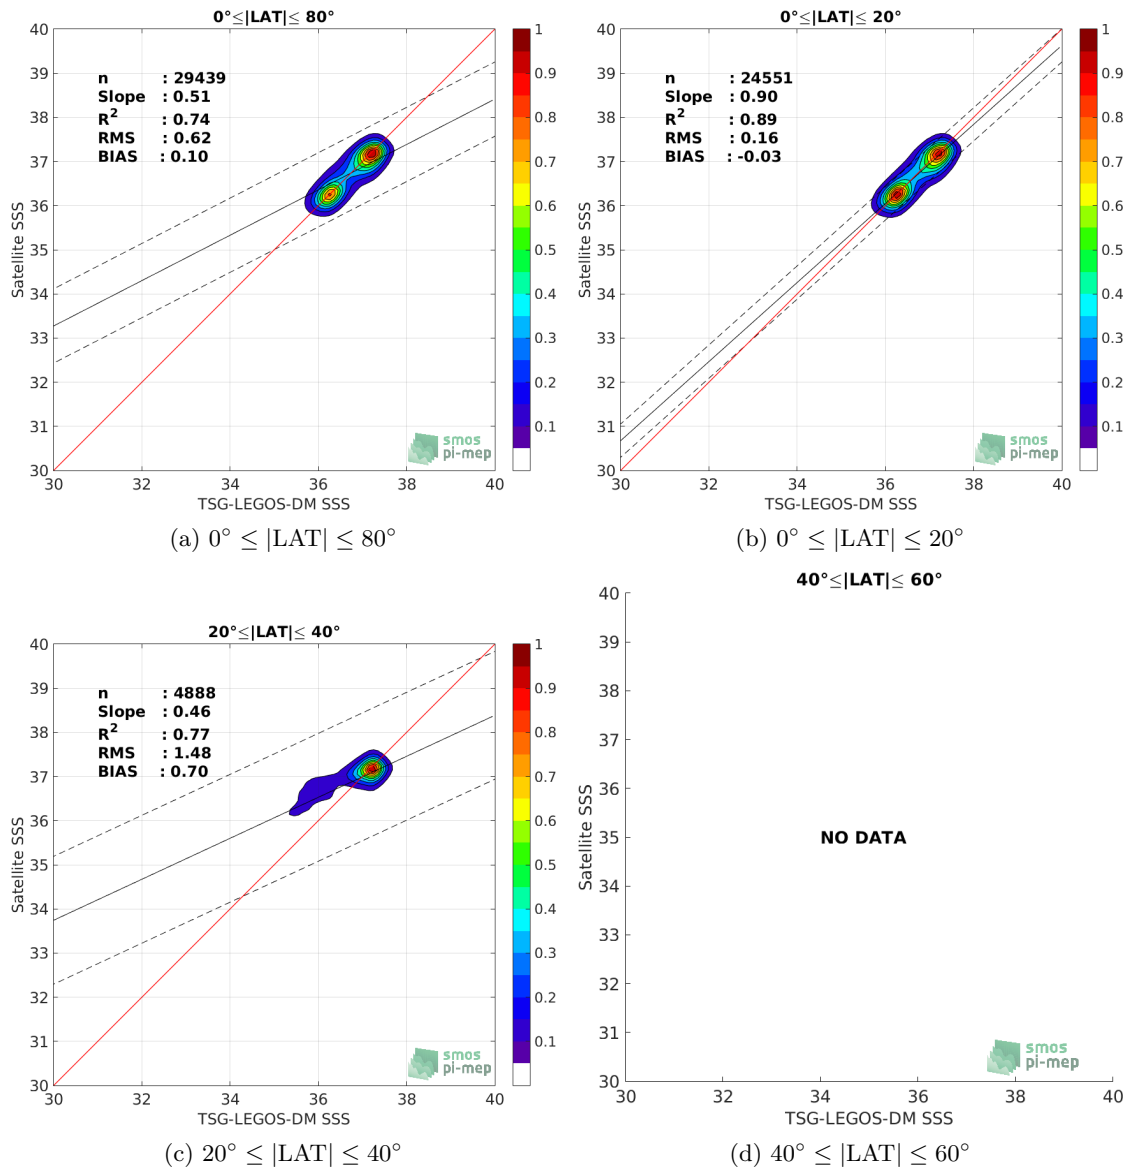 0°≤|LAT|≤ 80°
n : 29439
Slope : 0.51
R² : 0.74
RMS : 0.62
BIAS : 0.10
40
39
38
37
36
35
34
33
32
31
30
Satellite SSS
30 32 34 36 38 40
TSG-LEGOS-DM SSS
1
0.9
0.8
0.7
0.6
0.5
0.4
0.3
0.2
0.1
smos
pi-mep
(a) 0° ≤ |LAT| ≤ 80°
0°≤|LAT|≤ 20°
n : 24551
Slope : 0.90
R² : 0.89
RMS : 0.16
BIAS : -0.03
40
39
38
37
36
35
34
33
32
31
30
Satellite SSS
30 32 34 36 38 40
TSG-LEGOS-DM SSS
1
0.9
0.8
0.7
0.6
0.5
0.4
0.3
0.2
0.1
smos
pi-mep
(b) 0° ≤ |LAT| ≤ 20°
20°≤|LAT|≤ 40°
n : 4888
Slope : 0.46
R² : 0.77
RMS : 1.48
BIAS : 0.70
40
39
38
37
36
35
34
33
32
31
30
Satellite SSS
30 32 34 36 38 40
TSG-LEGOS-DM SSS
1
0.9
0.8
0.7
0.6
0.5
0.4
0.3
0.2
0.1
smos
pi-mep
(c) 20° ≤ |LAT| ≤ 40°
40°≤|LAT|≤ 60°
40
39
38
37
36
35
34
33
32
31
30
Satellite SSS
NO DATA
30 32 34 36 38 40
TSG-LEGOS-DM SSS
smos
pi-mep
(d) 40° ≤ |LAT| ≤ 60°